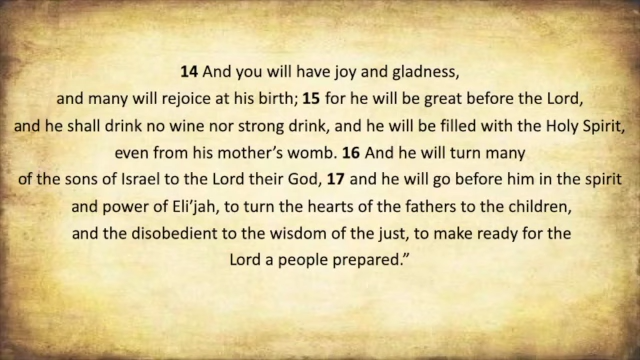 14 And you will have joy and gladness,
and many will rejoice at his birth; 15 for he will be great before the Lord,
and he shall drink no wine nor strong drink, and he will be filled with the Holy Spirit,
even from his mother’s womb. 16 And he will turn many
of the sons of Israel to the Lord their God, 17 and he will go before him in the spirit
and power of Eli’jah, to turn the hearts of the fathers to the children,
and the disobedient to the wisdom of the just, to make ready for the
Lord a people prepared.”